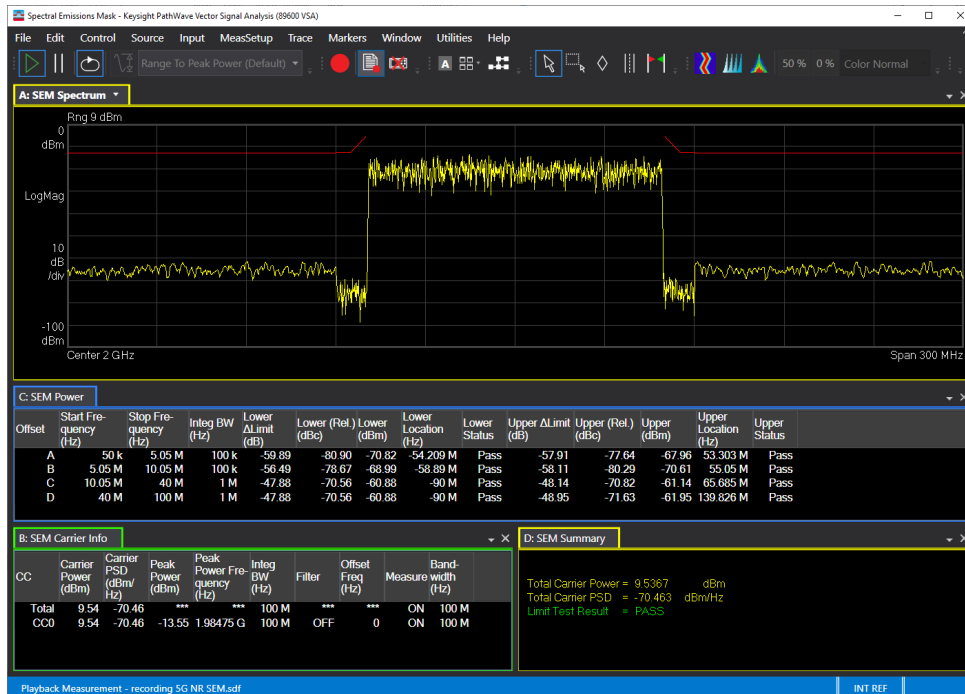 Spectral Emissions Mask - Keysight PathWave Vector Signal Analysis (89600 VSA)
File Edit Control Source Input MeasSetup Trace Markers Window Utilities Help
Range To Peak Power (Default) A 50 % 0 % Color Normal
A: SEM Spectrum
Rng 9 dBm
0
dBm
LogMag
10
dB
/div
-100
dBm
Center 2 GHz Span 300 MHz
C: SEM Power
Offset Start Fre- Stop Fre- Integ BW Lower Lower (Rel.) Lower Lower Lower Upper ΔLimit Upper (Rel.) Upper Upper Upper
quency quency (Hz) ΔLimit (dBc) (dBm) Location Status (dB) (dBc) (dBm) Location Status
(Hz) (Hz) (dB) (Hz) (Hz)
A 50 k 5.05 M 100 k -59.89 -80.90 -70.82 -54.209 M Pass -57.91 -77.64 -67.96 53.303 M Pass
B 5.05 M 10.05 M 100 k -56.49 -78.67 -68.99 -58.89 M Pass -58.11 -80.29 -70.61 55.05 M Pass
C 10.05 M 40 M 1 M -47.88 -70.56 -60.88 -90 M Pass -48.14 -70.82 -61.14 65.685 M Pass
D 40 M 100 M 1 M -47.88 -70.56 -60.88 -90 M Pass -48.95 -71.63 -61.95 139.826 M Pass
B: SEM Carrier Info
CC Carrier Carrier Peak Peak Integ Filter Offset Measure Band-
Power PSD Power Power Fre- BW Freq width
(dBm) (dBm/ (dBm) quency (Hz) (Hz) (Hz)
Hz) (Hz)
Total 9.54 -70.46 *** *** 100 M *** *** ON 100 M
CC0 9.54 -70.46 -13.55 1.98475 G 100 M OFF 0 ON 100 M
D: SEM Summary
Total Carrier Power = 9.5367 dBm
Total Carrier PSD = -70.463 dBm/Hz
Limit Test Result = PASS
Playback Measurement - recording 5G NR SEM.sdf INT REF